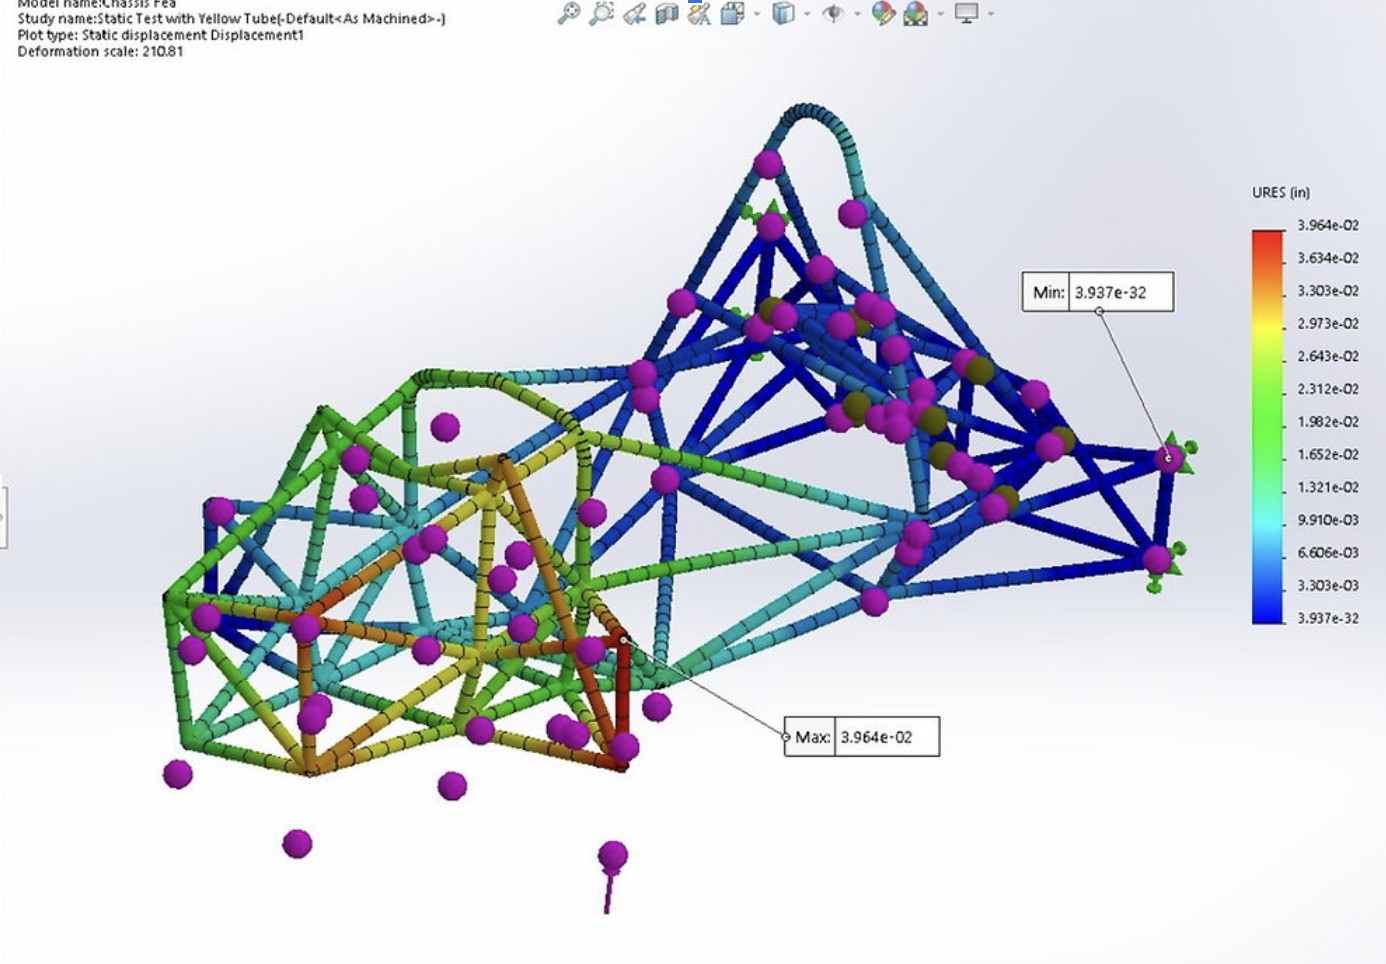 Model name:Chassis Fea
Study name:Static Test with Yellow Tube(-Default<As Machined>-)
Plot type: Static displacement Displacement1
Deformation scale: 210.81
URES (in)
3.964e-02
3.634e-02
3.303e-02
2.973e-02
2.643e-02
2.312e-02
1.982e-02
1.652e-02
1.321e-02
9.910e-03
6.606e-03
3.303e-03
3.937e-32
Min: 3.937e-32
Max: 3.964e-02